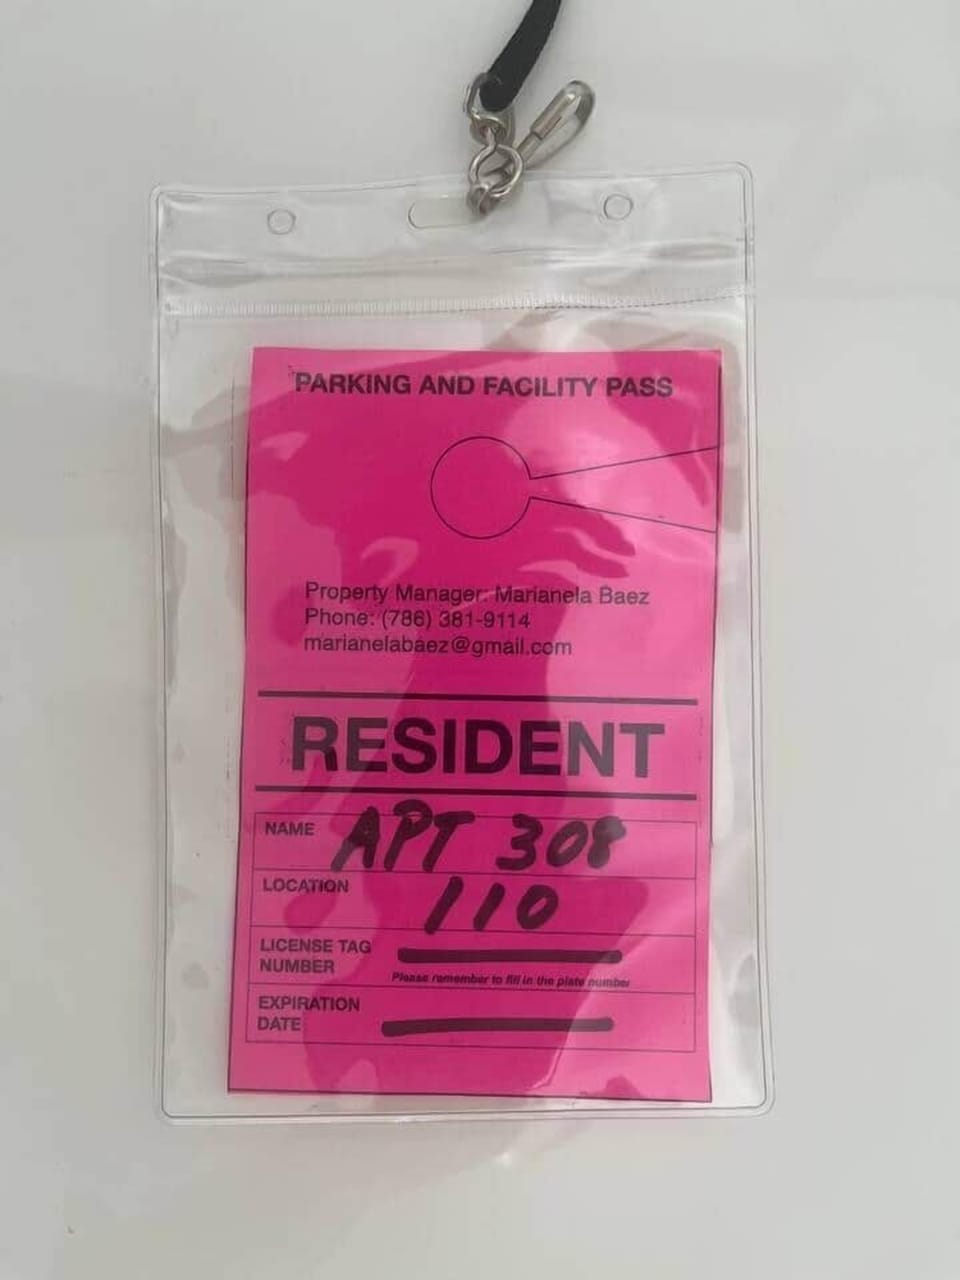 PARKING AND FACILITY PASS
Property Manager: Marianela Baez
Phone: (786) 381-9114
marianelabaez@gmail.com
RESIDENT
NAME APT 308
LOCATION 110
LICENSE TAG
NUMBER
Please remember to fill in the plate number
EXPIRATION
DATE